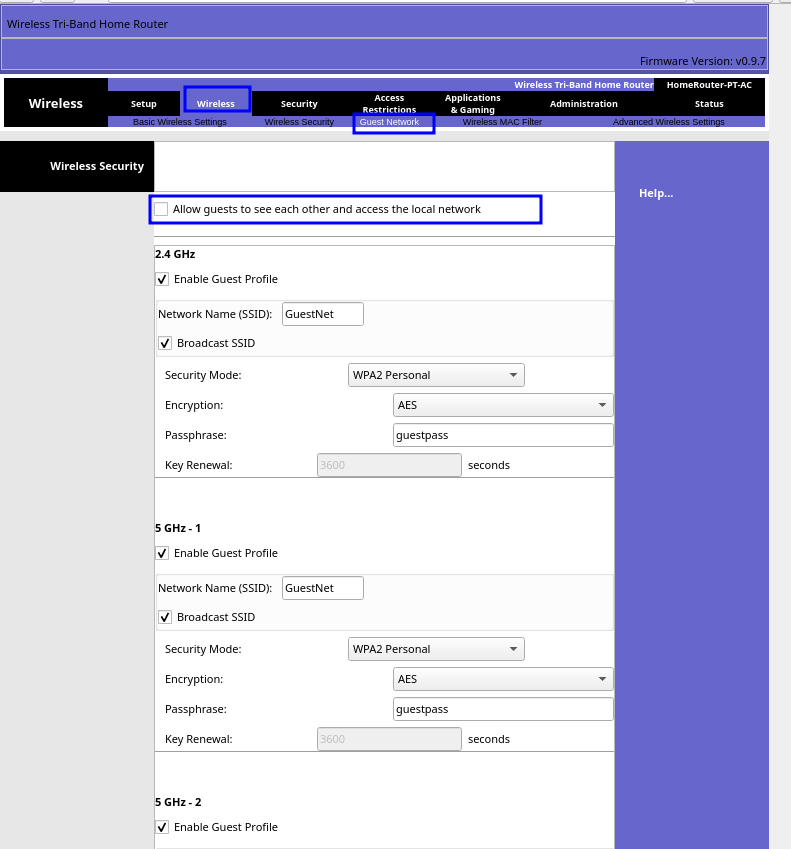 Wireless Tri-Band Home Router
Firmware Version: v0.9.7
Wireless Tri-Band Home Router HomeRouter-PT-AC
Wireless
Setup Wireless Security Access Restrictions Applications & Gaming Administration Status
Basic Wireless Settings Wireless Security Guest Network Wireless MAC Filter Advanced Wireless Settings
Wireless Security
Help...
Allow guests to see each other and access the local network
2.4 GHz
Enable Guest Profile
Network Name (SSID): GuestNet
Broadcast SSID
Security Mode: WPA2 Personal
Encryption: AES
Passphrase: guestpass
Key Renewal: 3600 seconds
5 GHz - 1
Enable Guest Profile
Network Name (SSID): GuestNet
Broadcast SSID
Security Mode: WPA2 Personal
Encryption: AES
Passphrase: guestpass
Key Renewal: 3600 seconds
5 GHz - 2
Enable Guest Profile